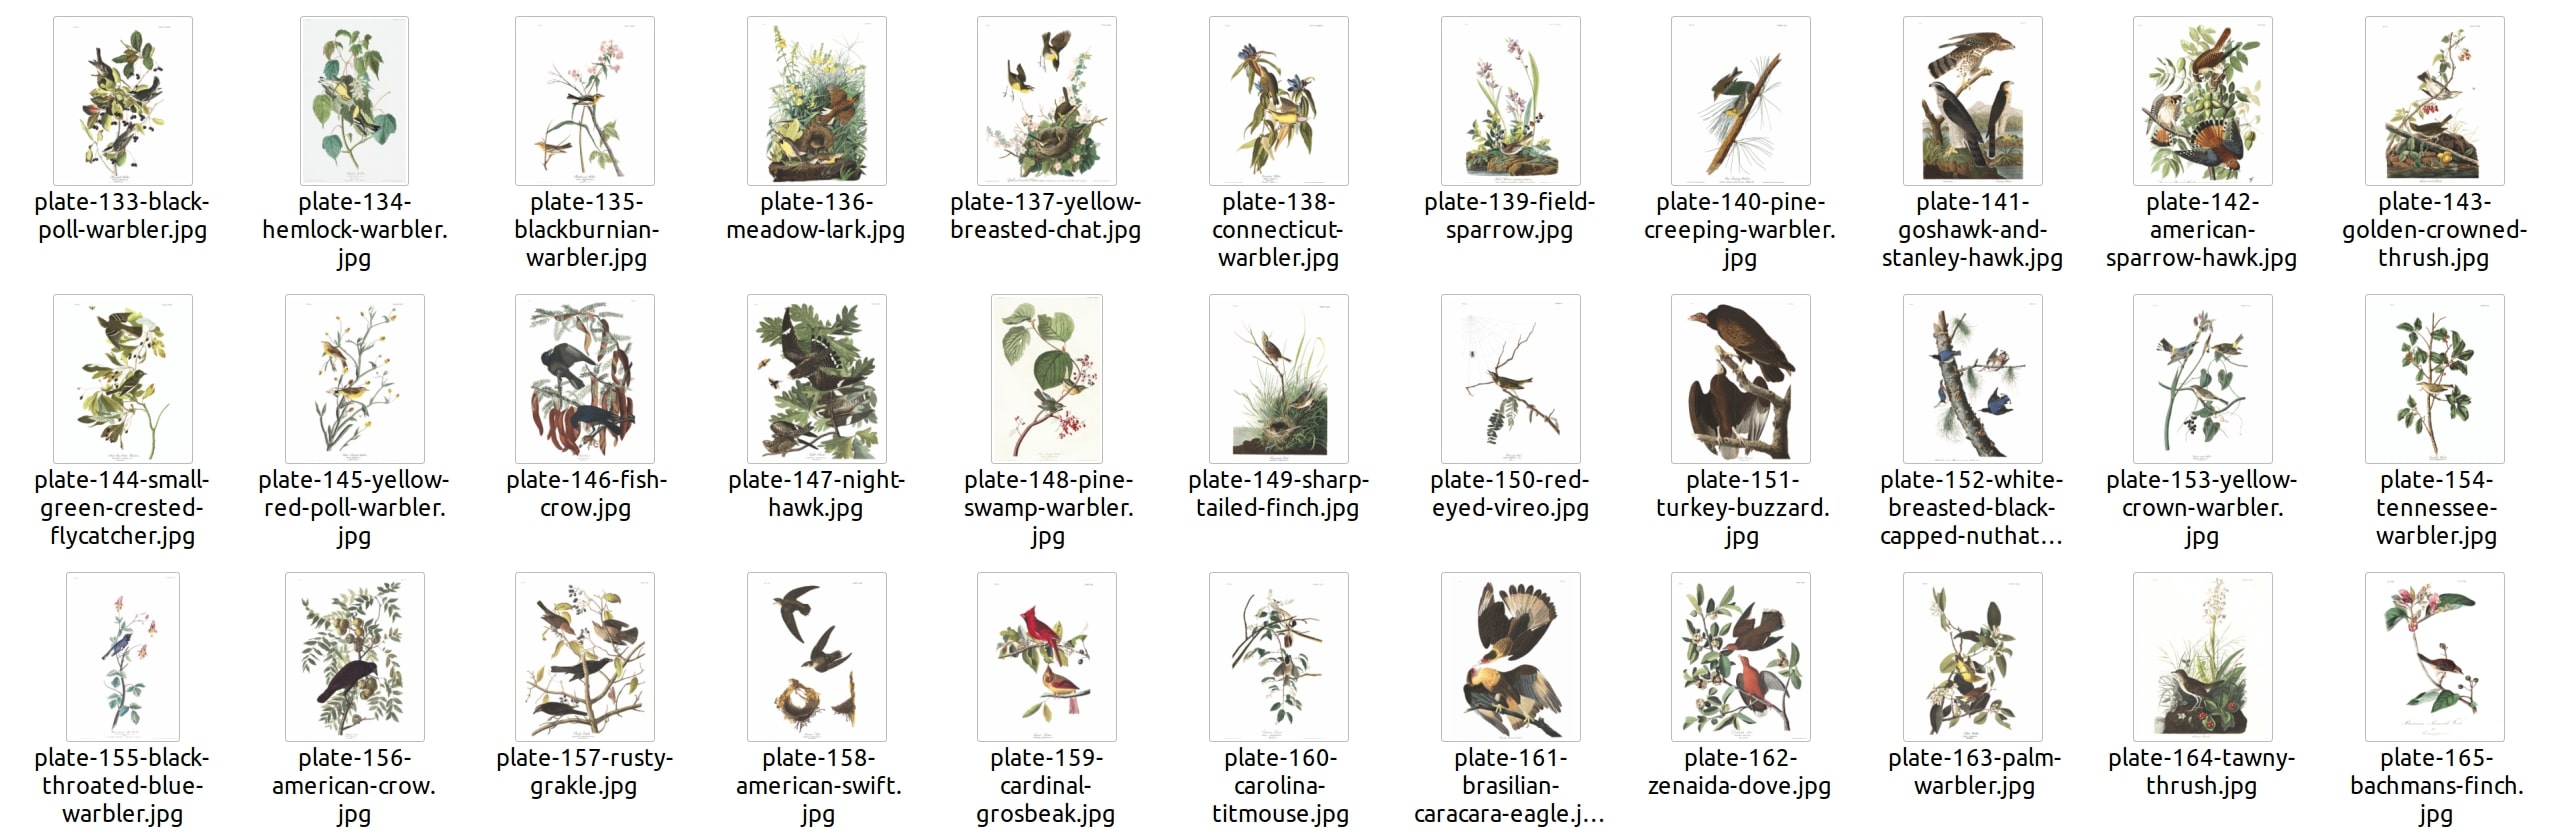 plate-133-black-
poll-warbler.jpg
plate-134-
hemlock-warbler.
jpg
plate-135-
blackburnian-
warbler.jpg
plate-136-
meadow-lark.jpg
plate-137-yellow-
breasted-chat.jpg
plate-138-
connecticut-
warbler.jpg
plate-139-field-
sparrow.jpg
plate-140-pine-
creeping-warbler.
jpg
plate-141-
goshawk-and-
stanley-hawk.jpg
plate-142-
american-
sparrow-hawk.jpg
plate-143-
golden-crowned-
thrush.jpg
plate-144-small-
green-crested-
flycatcher.jpg
plate-145-yellow-
red-poll-warbler.
jpg
plate-146-fish-
crow.jpg
plate-147-night-
hawk.jpg
plate-148-pine-
swamp-warbler.
jpg
plate-149-sharp-
tailed-finch.jpg
plate-150-red-
eyed-vireo.jpg
plate-151-
turkey-buzzard.
jpg
plate-152-white-
breasted-black-
capped-nuthat…
plate-153-yellow-
crown-warbler.
jpg
plate-154-
tennessee-
warbler.jpg
plate-155-black-
throated-blue-
warbler.jpg
plate-156-
american-crow.
jpg
plate-157-rusty-
grakle.jpg
plate-158-
american-swift.
jpg
plate-159-
cardinal-
grosbeak.jpg
plate-160-
carolina-
titmouse.jpg
plate-161-
brasilian-
caracara-eagle.j…
plate-162-
zenaida-dove.jpg
plate-163-palm-
warbler.jpg
plate-164-tawny-
thrush.jpg
plate-165-
bachmans-finch.
jpg